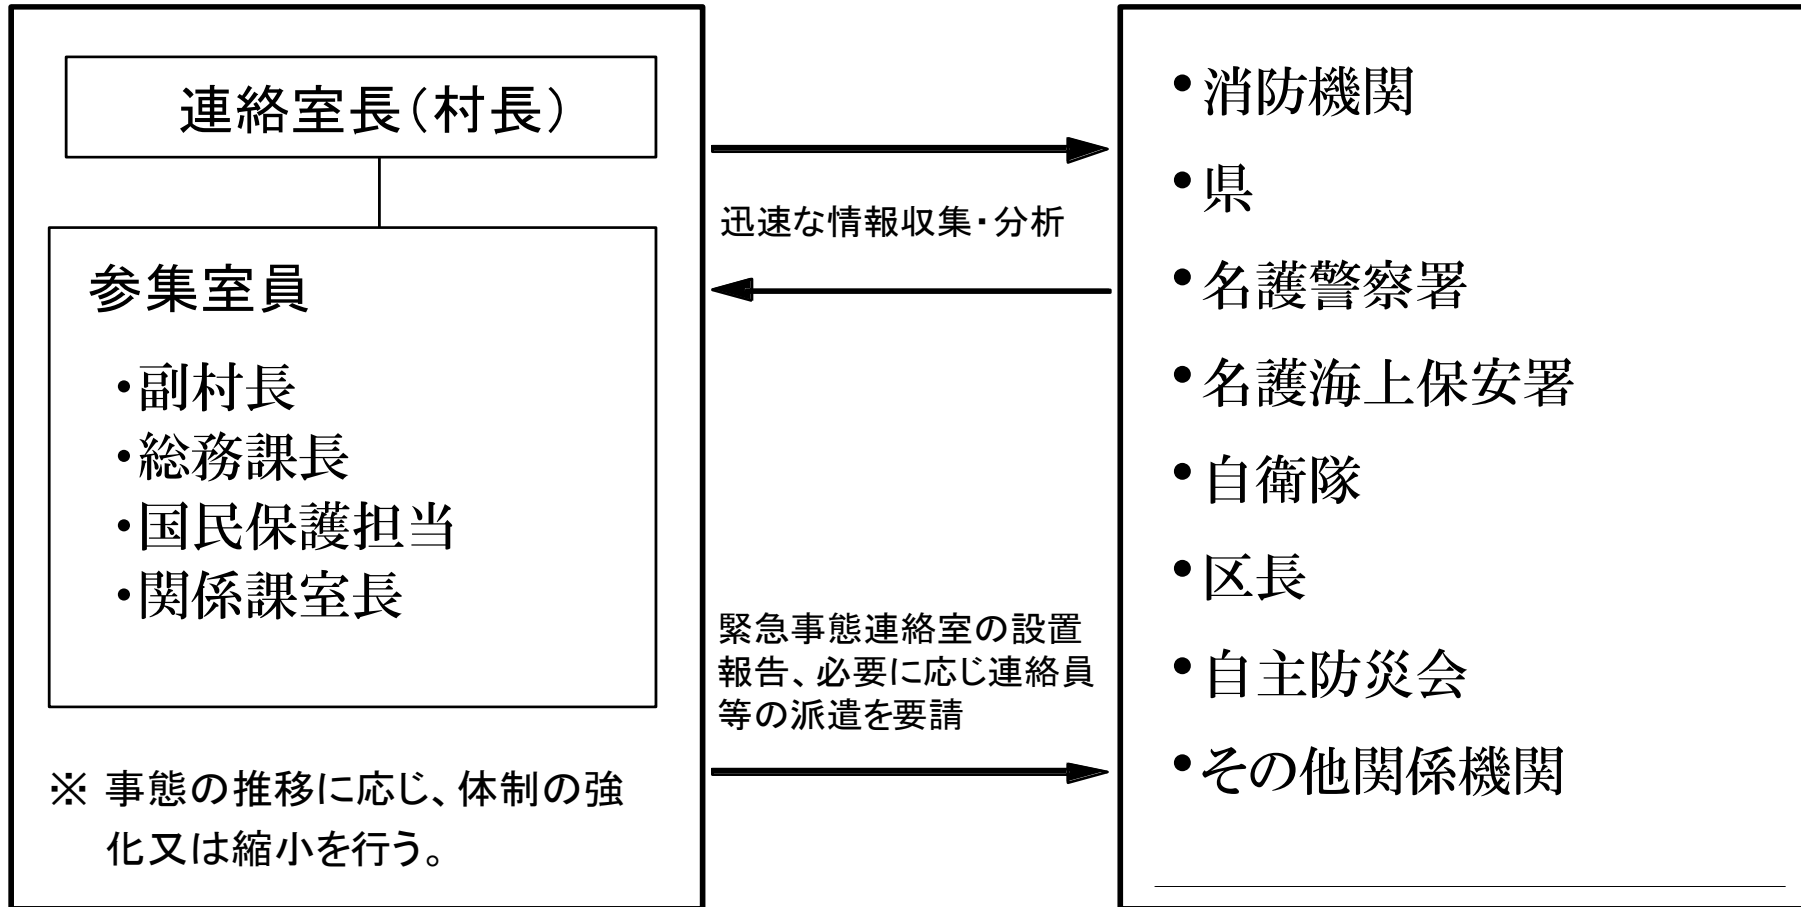 連絡室長（村長）
参集室員
・副村長
・総務課長
・国民保護担当
・関係課室長
※ 事態の推移に応じ、体制の強
化又は縮小を行う。
迅速な情報収集・分析
緊急事態連絡室の設置
報告、必要に応じ連絡員
等の派遣を要請
•消防機関
•県
•名護警察署
•名護海上保安署
•自衛隊
•区長
•自主防災会
•その他関係機関